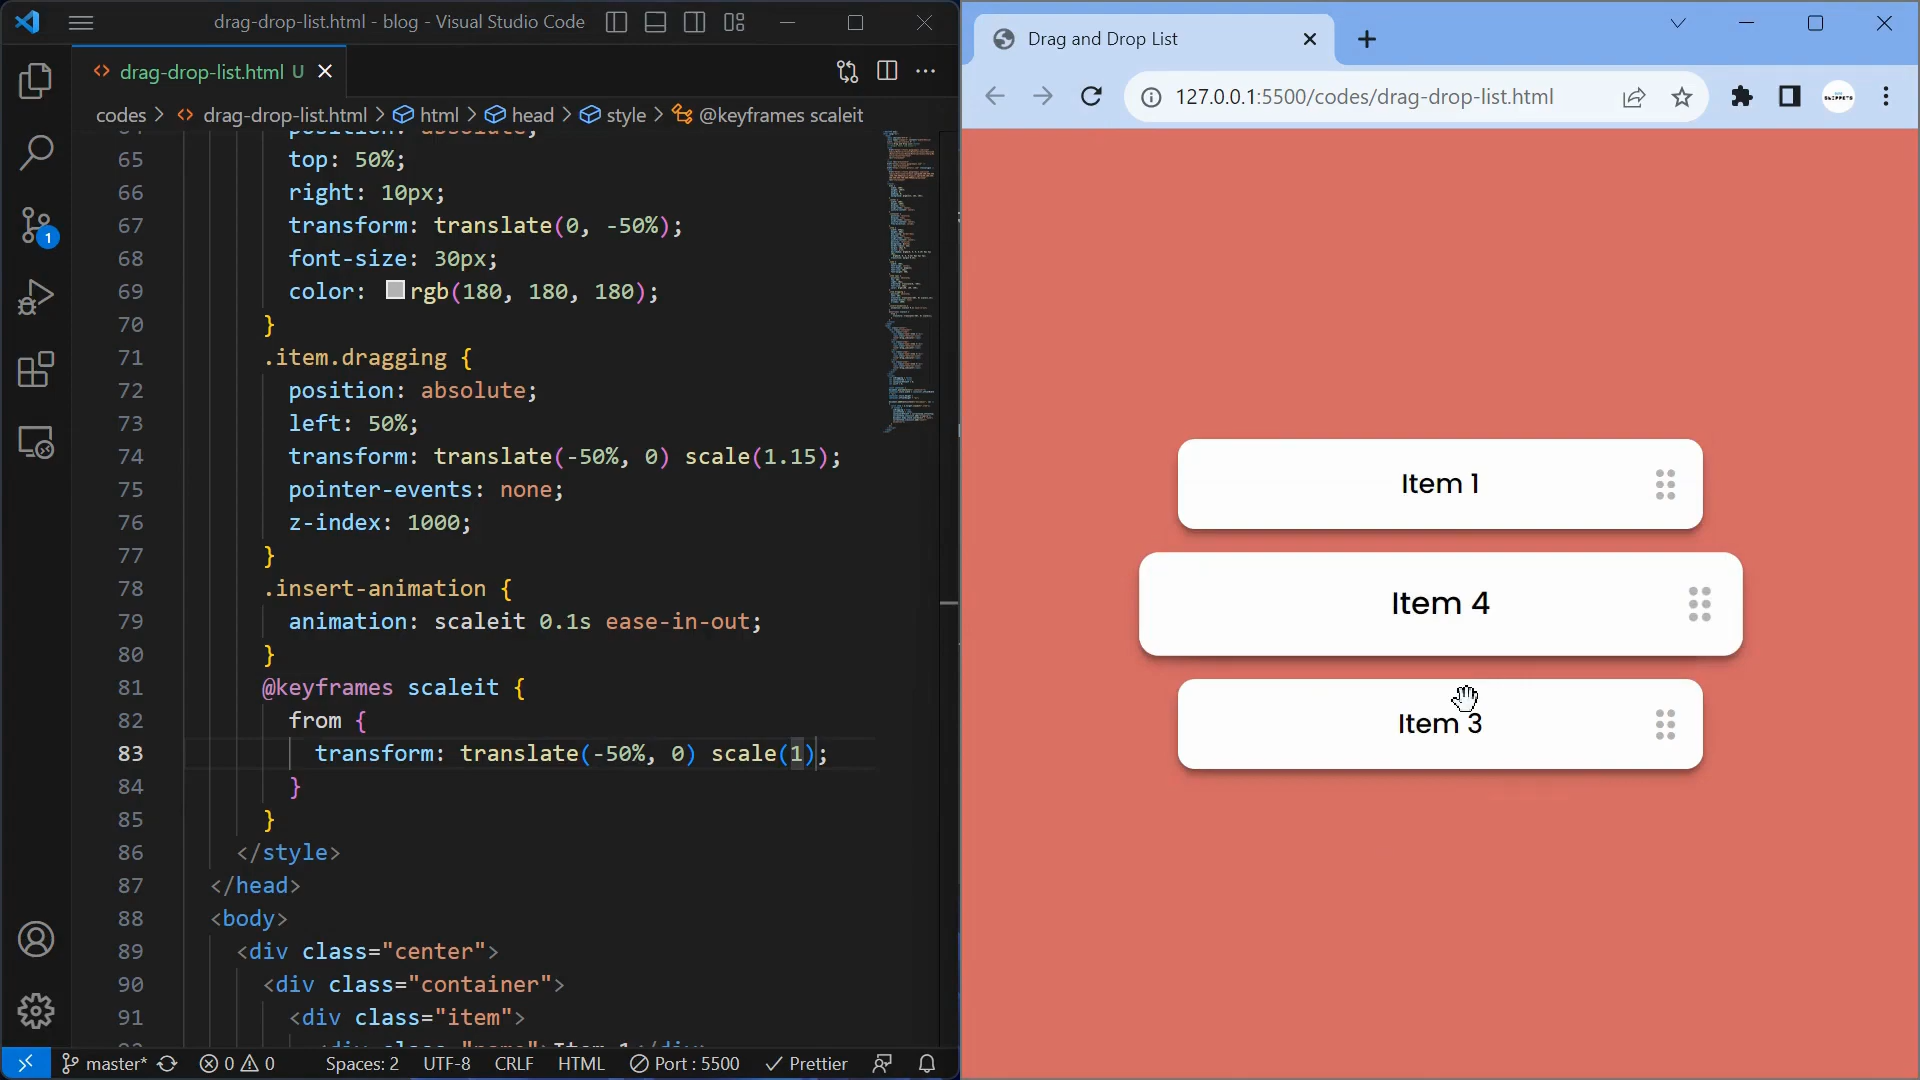 drag-drop-list.html - blog - Visual Studio Code
drag-drop-list.html U
codes > drag-drop-list.html > html > head > style > @keyframes scaleit
position: absolute;
65 top: 50%;
66 right: 10px;
67 transform: translate(0, -50%);
68 font-size: 30px;
69 color: rgb(180, 180, 180);
70 }
71 .item.dragging {
72 position: absolute;
73 left: 50%;
74 transform: translate(-50%, 0) scale(1.15);
75 pointer-events: none;
76 z-index: 1000;
77 }
78 .insert-animation {
79 animation: scaleit 0.1s ease-in-out;
80 }
81 @keyframes scaleit {
82 from {
83 transform: translate(-50%, 0) scale(1);
84 }
85 }
86 </style>
87 </head>
88 <body>
89 <div class="center">
90 <div class="container">
91 <div class="item">
1
master* 0 0 Spaces: 2 UTF-8 CRLF HTML Port : 5500 Prettier
Drag and Drop List
127.0.0.1:5500/codes/drag-drop-list.html
Item 1
Item 4
Item 3